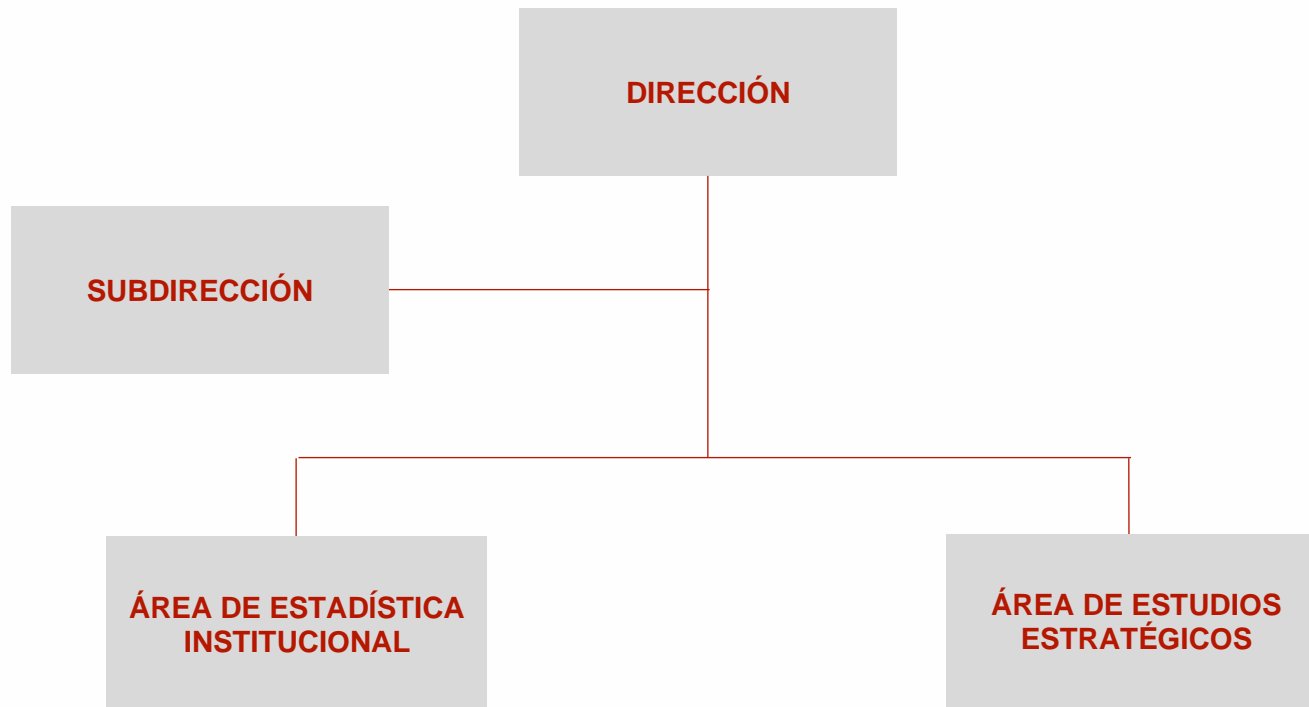 DIRECCIÓN
SUBDIRECCIÓN
ÁREA DE ESTADÍSTICA
INSTITUCIONAL
ÁREA DE ESTUDIOS
ESTRATÉGICOS